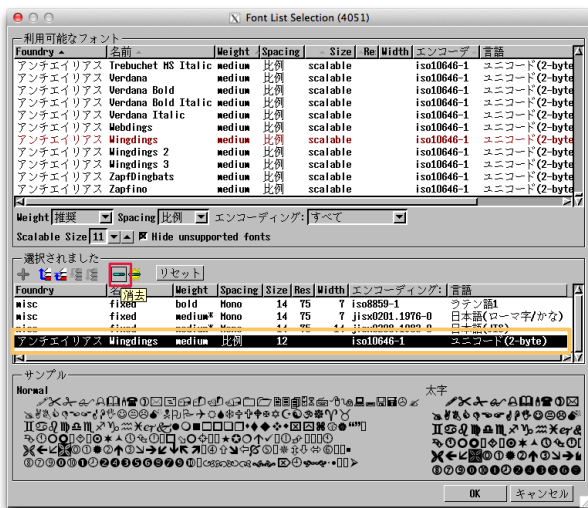 Font List Selection (4051)
利用可能なフォント
Foundry 名前 Weight Spacing Size Re Width エンコーデ 言語
アンチエイリアス Trebuchet MS Italic medium 比例 scalable iso10646-1 ユニコード(2-byte
アンチエイリアス Verdana medium 比例 scalable iso10646-1 ユニコード(2-byte
アンチエイリアス Verdana Bold medium 比例 scalable iso10646-1 ユニコード(2-byte
アンチエイリアス Verdana Bold Italic medium 比例 scalable iso10646-1 ユニコード(2-byte
アンチエイリアス Verdana Italic medium 比例 scalable iso10646-1 ユニコード(2-byte
アンチエイリアス Webdings medium 比例 scalable iso10646-1 ユニコード(2-byte
アンチエイリアス Wingdings medium 比例 scalable iso10646-1 ユニコード(2-byte
アンチエイリアス Wingdings 2 medium 比例 scalable iso10646-1 ユニコード(2-byte
アンチエイリアス Wingdings 3 medium 比例 scalable iso10646-1 ユニコード(2-byte
アンチエイリアス ZapfDingbats medium 比例 scalable iso10646-1 ユニコード(2-byte
アンチエイリアス Zapfino medium 比例 scalable iso10646-1 ユニコード(2-byte
Weight 推奨 Spacing 比例 エンコーディング: すべて
Scalable Size 11 Hide unsupported fonts
選択されました
リセット
Foundry Weight Spacing Size Res Width エンコーディング: 言語
消去
misc fixed bold Mono 14 75 7 iso8859-1 ラテン語1
misc fixed medium* Mono 14 75 7 jisx0201.1976-0 日本語(ローマ字/かな)
アンチエイリアス Wingdings medium 比例 12 iso10646-1 ユニコード(2-byte)
サンプル
Normal 太字
OK キャンセル